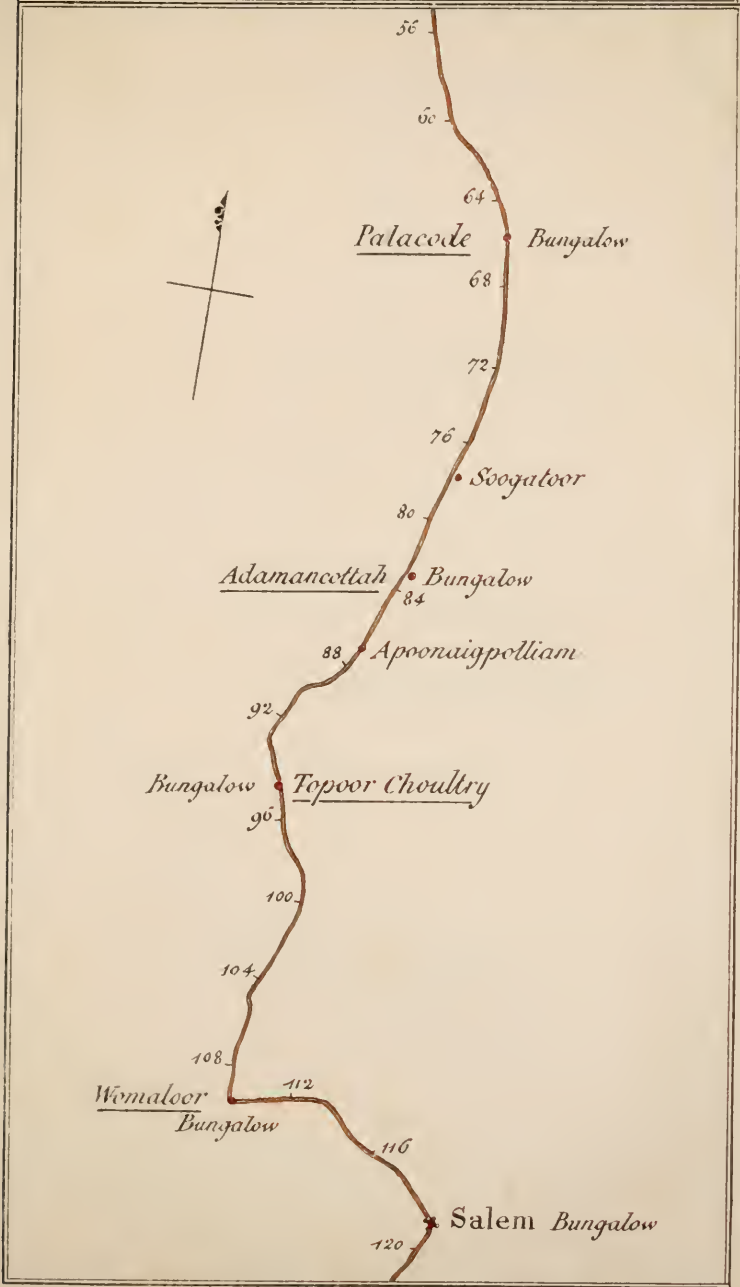 56
60
64
Palacode Bungalow
68
72
76
Soogatoor
80
Adamancottah Bungalow
84
Apoonaigpolliam
88
92
Bungalow Topoor Choultry
96
100
104
108
112
Womaloor
Bungalow
116
Salem Bungalow
120